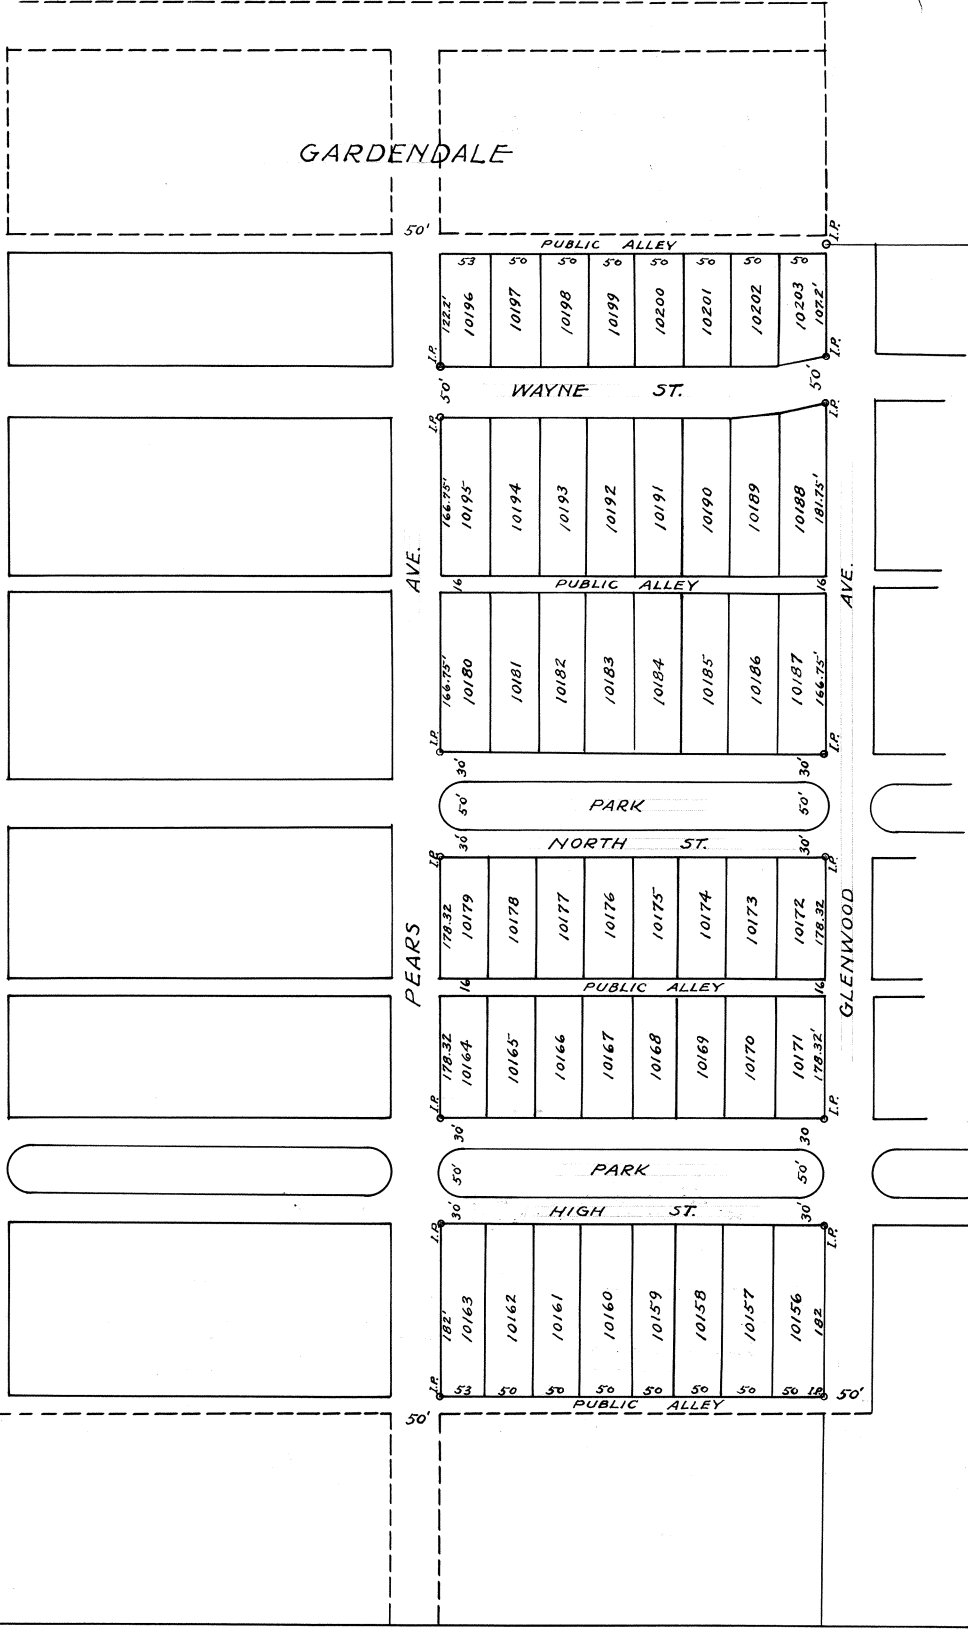 GARDENDALE
50'
I.P.
PUBLIC ALLEY
53 50 50 50 50 50 50 50
122.2' 10196 10197 10198 10199 10200 10201 10202 10203 107.2'
I.P. I.P.
50' WAYNE ST. 50'
I.P. I.P.
166.75' 10195 10194 10193 10192 10191 10190 10189 10188 181.75'
AVE. AVE.
16 PUBLIC ALLEY 16
166.75' 10180 10181 10182 10183 10184 10185 10186 10187 166.75'
I.P. I.P.
30' 30'
50' PARK 50'
30' NORTH ST. 30'
I.P. I.P.
178.32 10179 10178 10177 10176 10175 10174 10173 10172 178.32
PEARS GLENWOOD
16 PUBLIC ALLEY 16
178.32 10164 10165 10166 10167 10168 10169 10170 10171 178.32'
I.P. I.P.
30' 30
50' PARK 50'
30' HIGH ST. 30'
I.P. I.P.
182' 10163 10162 10161 10160 10159 10158 10157 10156 182
I.P. 53 50 50 50 50 50 50 50 I.P. 50'
PUBLIC ALLEY
50'